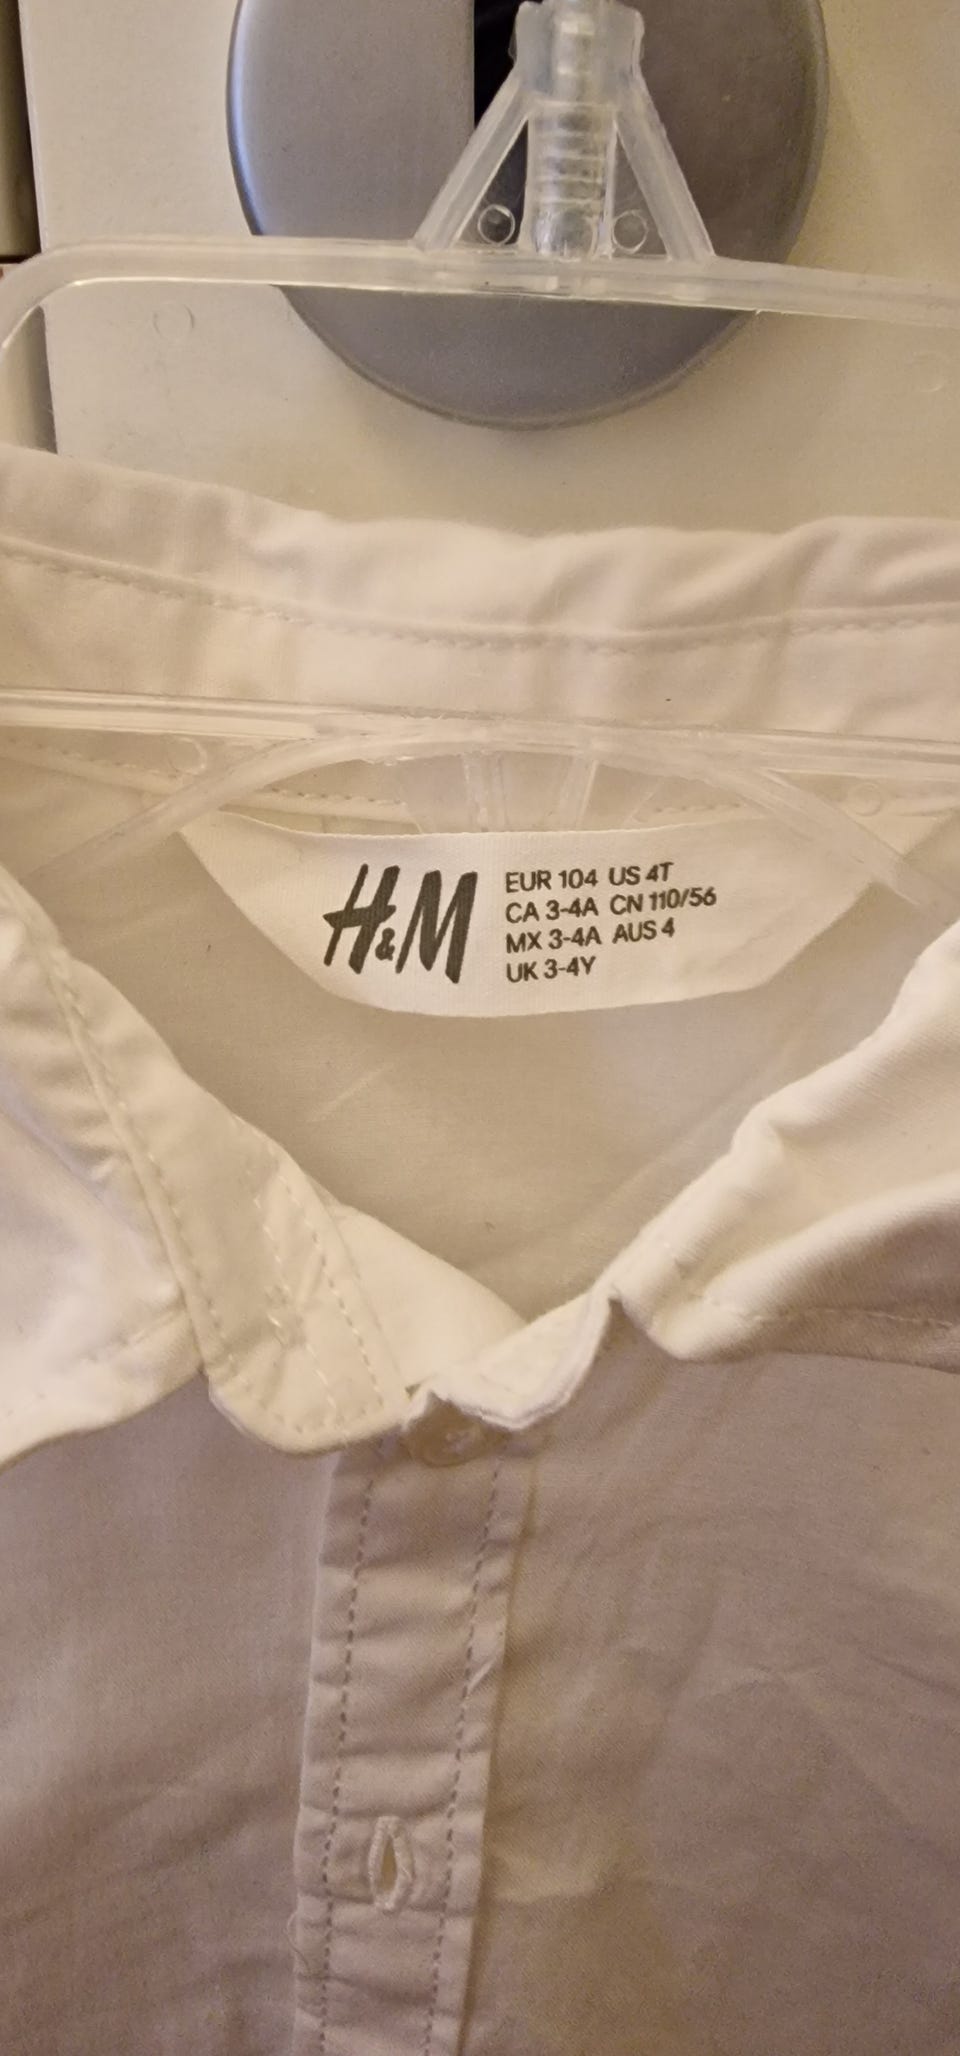 H&M
EUR 104 US 4T
CA 3-4A CN 110/56
MX 3-4A AUS 4
UK 3-4Y